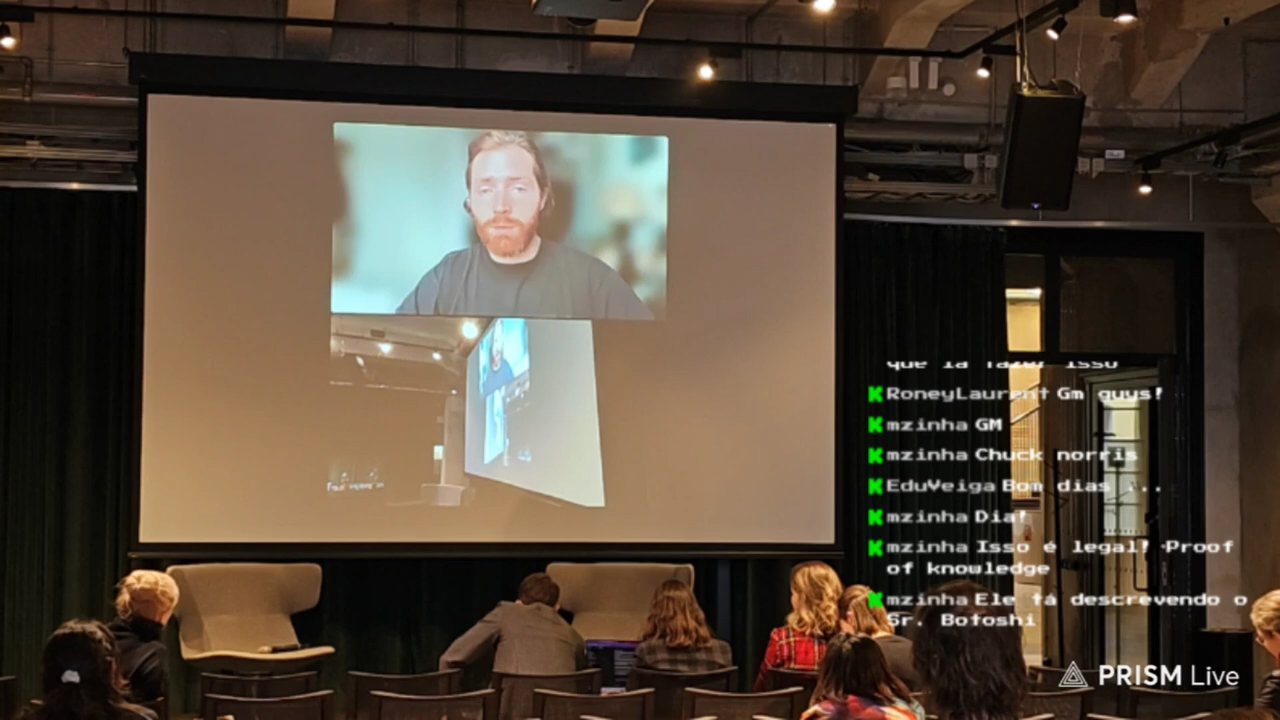 RoneyLaurent Gm guys!
mzinha GM
mzinha Chuck norris
EduVeiga Bom dias ...
mzinha Dia!
mzinha Isso é legal! Proof
of knowledge
mzinha Ele tá descrevendo o
Sr. Botoshi
PRISM Live